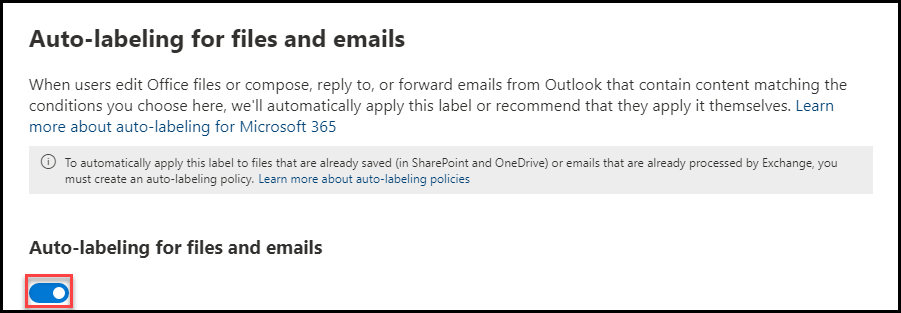 Auto-labeling for files and emails
When users edit Office files or compose, reply to, or forward emails from Outlook that contain content matching the
conditions you choose here, we'll automatically apply this label or recommend that they apply it themselves. Learn
more about auto-labeling for Microsoft 365
To automatically apply this label to files that are already saved (in SharePoint and OneDrive) or emails that are already processed by Exchange, you
must create an auto-labeling policy. Learn more about auto-labeling policies
Auto-labeling for files and emails